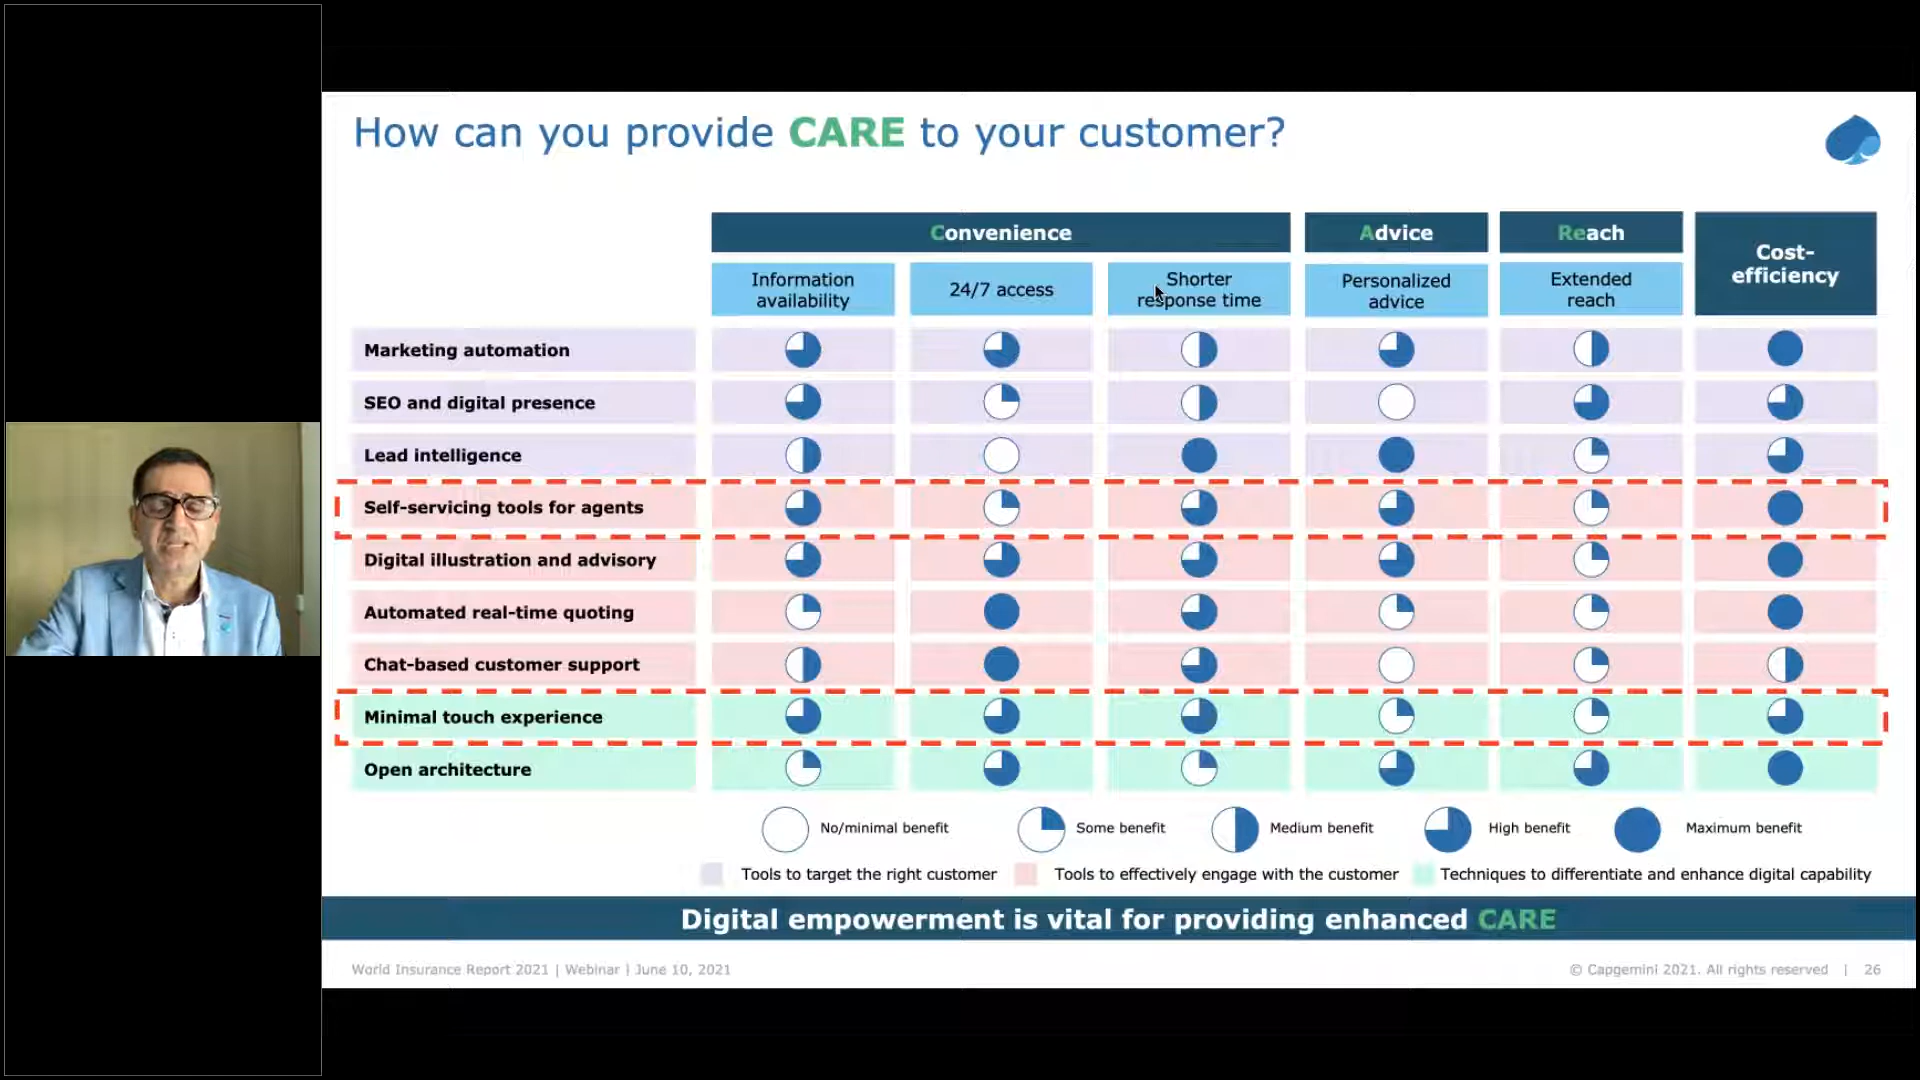 How can you provide CARE to your customer?
Convenience
Advice
Reach
Cost-
efficiency
Information
availability
24/7 access
Shorter
response time
Personalized
advice
Extended
reach
Marketing automation
SEO and digital presence
Lead intelligence
Self-servicing tools for agents
Digital illustration and advisory
Automated real-time quoting
Chat-based customer support
Minimal touch experience
Open architecture
No/minimal benefit
Some benefit
Medium benefit
High benefit
Maximum benefit
Tools to target the right customer
Tools to effectively engage with the customer
Techniques to differentiate and enhance digital capability
Digital empowerment is vital for providing enhanced CARE
World Insurance Report 2021 | Webinar | June 10, 2021
© Capgemini 2021. All rights reserved | 26